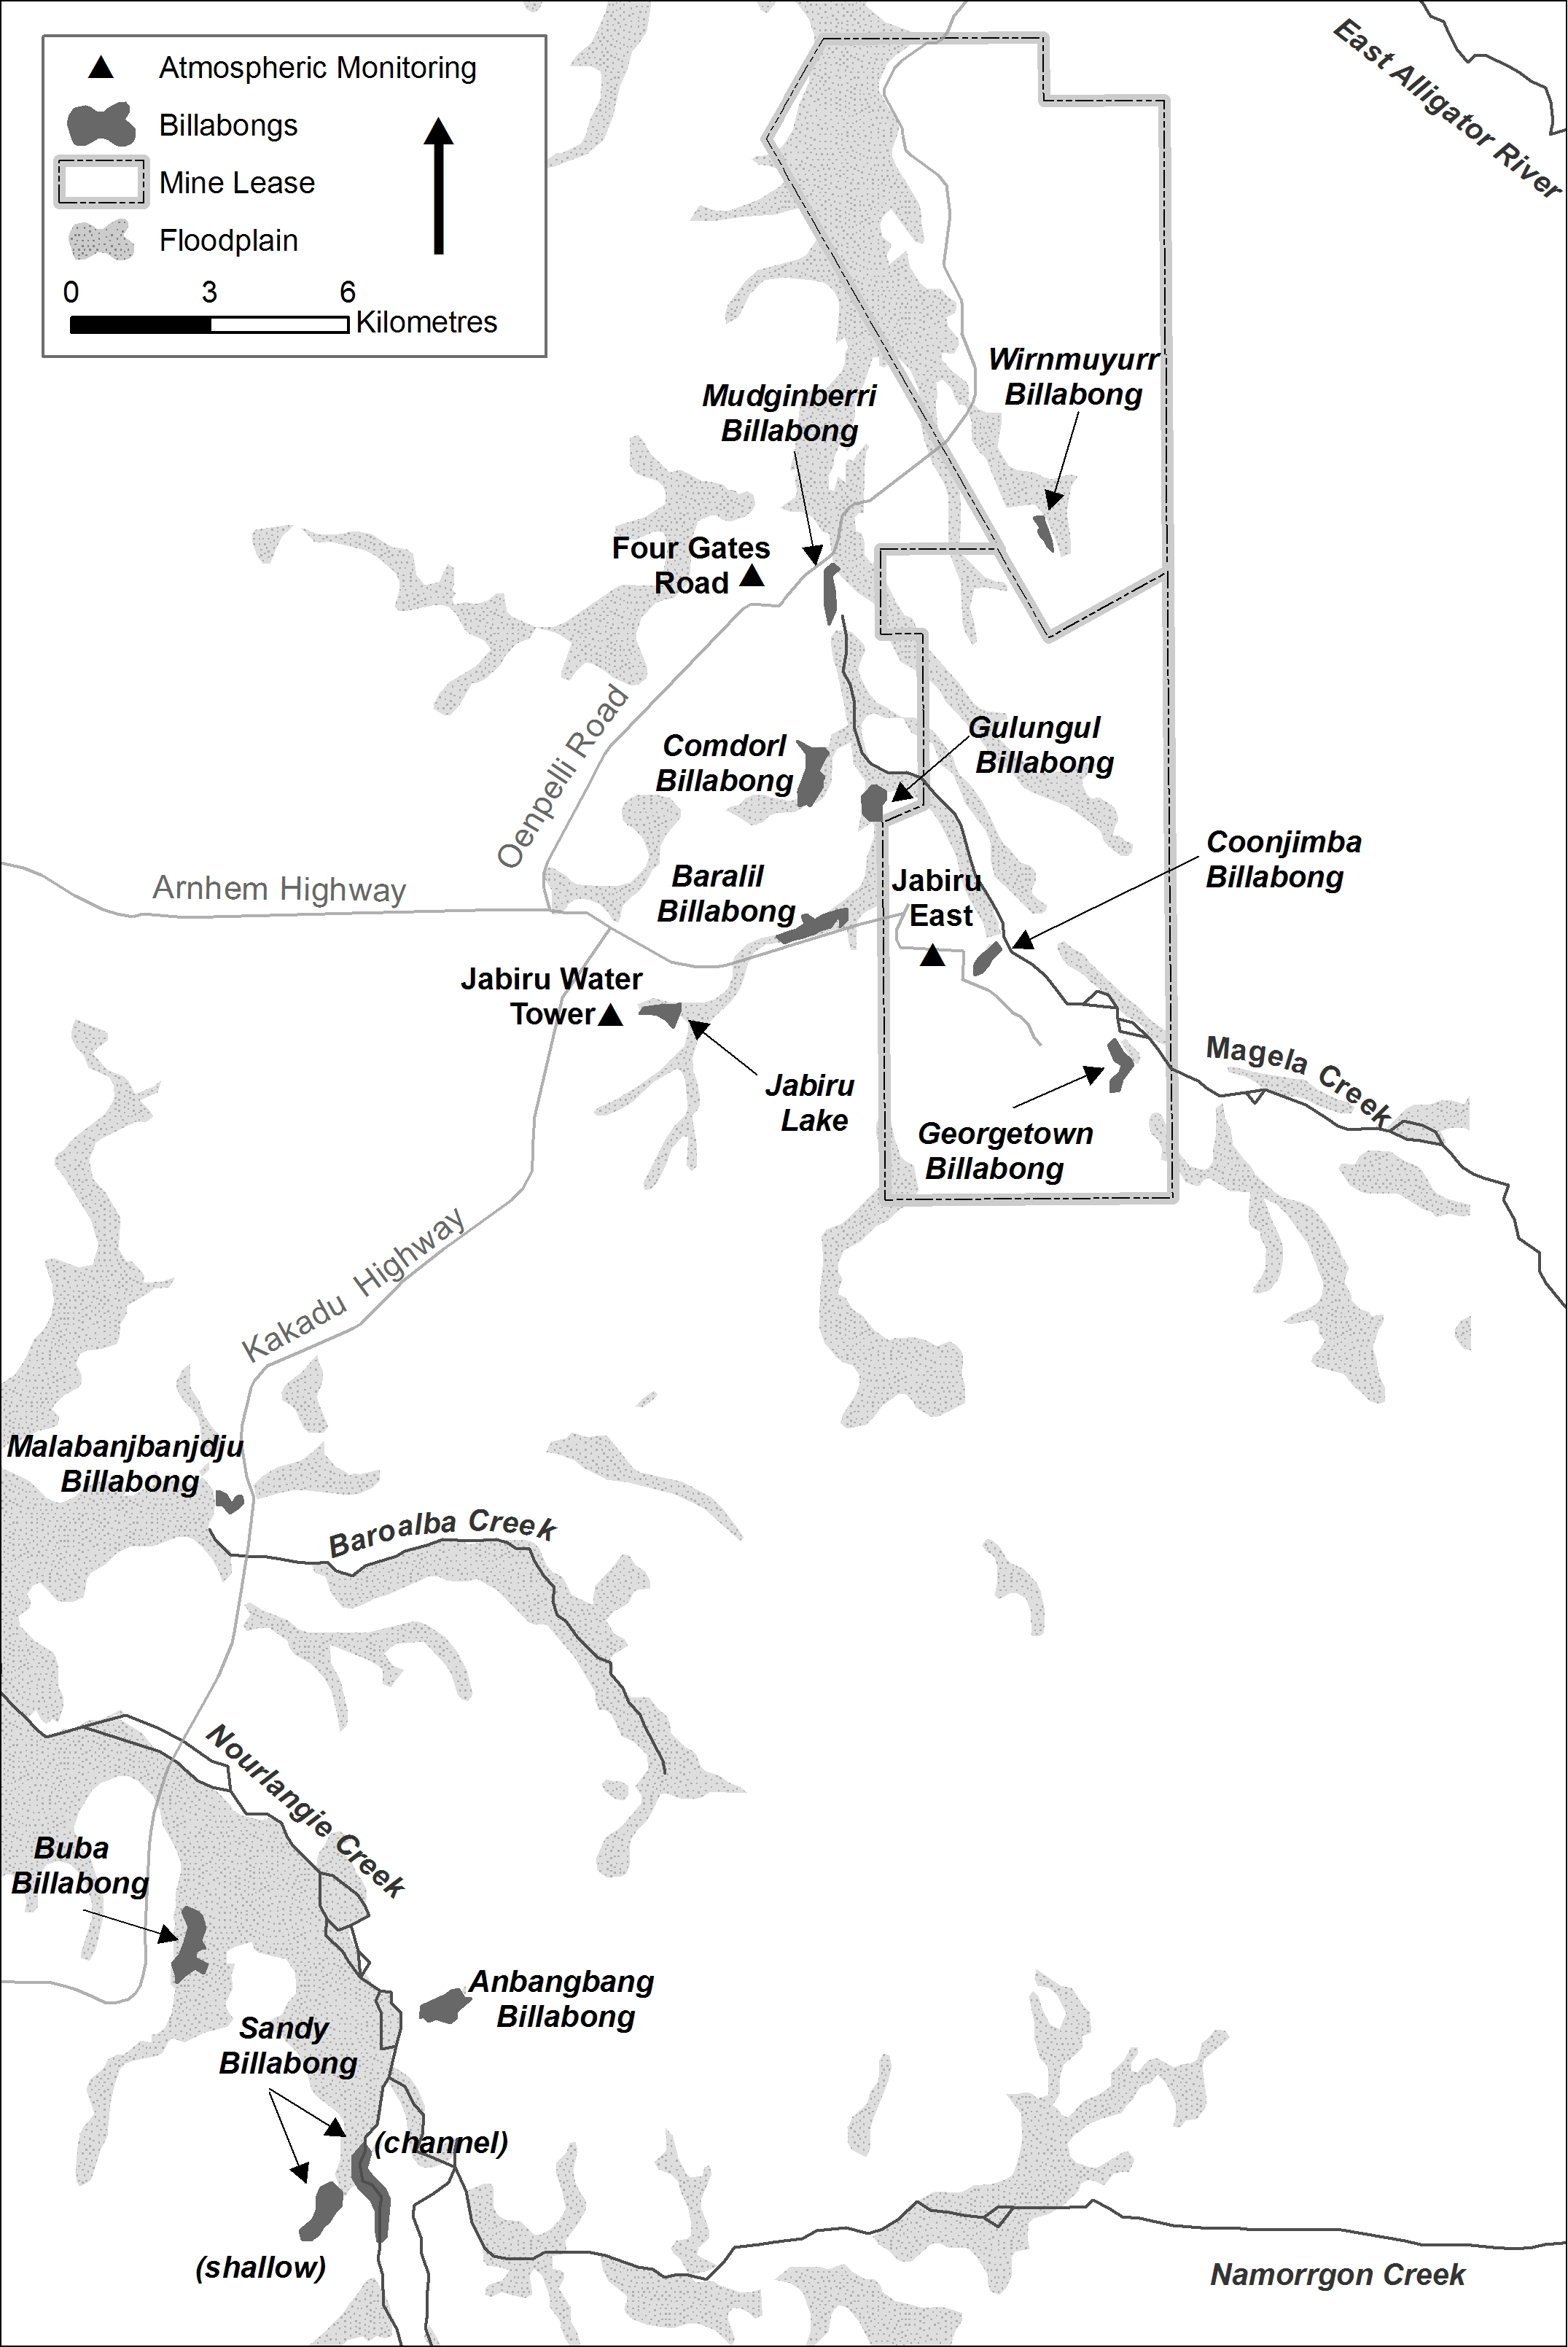 Atmospheric Monitoring
Billabongs
Mine Lease
Floodplain
0 3 6
Kilometres
East Alligator River
Wirnmuyurr
Billabong
Mudginberri
Billabong
Four Gates
Road
Oenpelli Road
Gulungul
Billabong
Comdorl
Billabong
Coonjimba
Billabong
Arnhem Highway
Baralil
Billabong
Jabiru
East
Jabiru Water
Tower
Magela Creek
Jabiru
Lake
Georgetown
Billabong
Kakadu Highway
Malabanjbanjdju
Billabong
Baroalba Creek
Nourlangie Creek
Buba
Billabong
Anbangbang
Billabong
Sandy
Billabong
(channel)
(shallow)
Namorrgon Creek